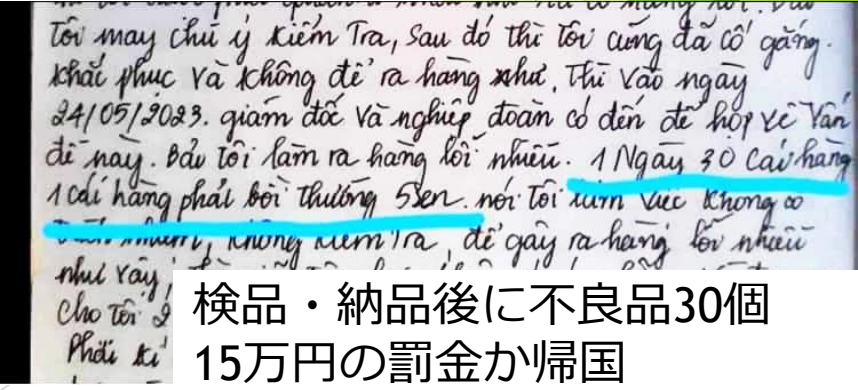 Tôi may chú ý kiểm Tra, sau đó thì tôi cũng đã cố gắng.
khắc phục và không để ra hàng như, Thì vào ngày
24/05/2023. giám đốc và nghiệp đoàn có đến để họp về Vấn
đề này. Bảo tôi làm ra hàng lỗi nhiều. 1 Ngày 30 Cái hàng
1 cái hàng phải bồi thường 5 Sen. nói tôi làm việc không có
không kiểm Tra, để gây ra hàng lỗi nhiều
như vậy,
cho tôi 2
Phải kí
検品・納品後に不良品30個
15万円の罰金か帰国